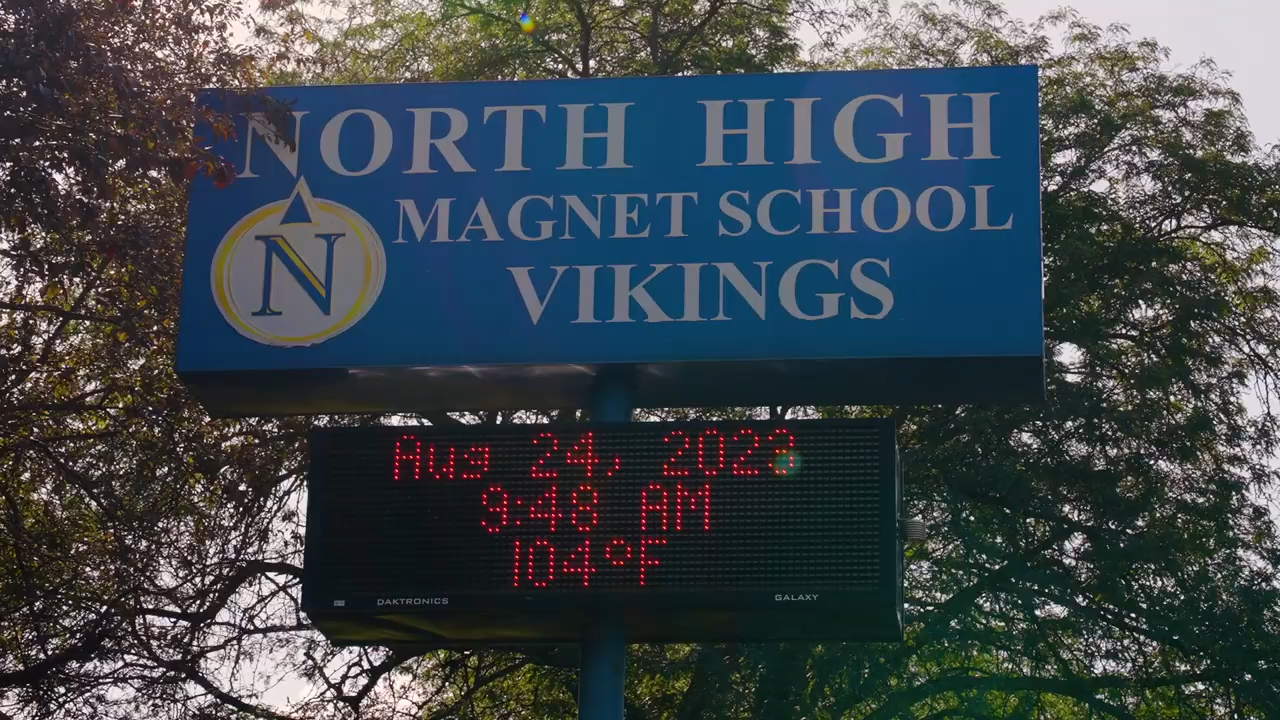 NORTH HIGH
MAGNET SCHOOL
N
VIKINGS
Aug 24, 2023
9:48 AM
104°F
DAKTRONICS
GALAXY